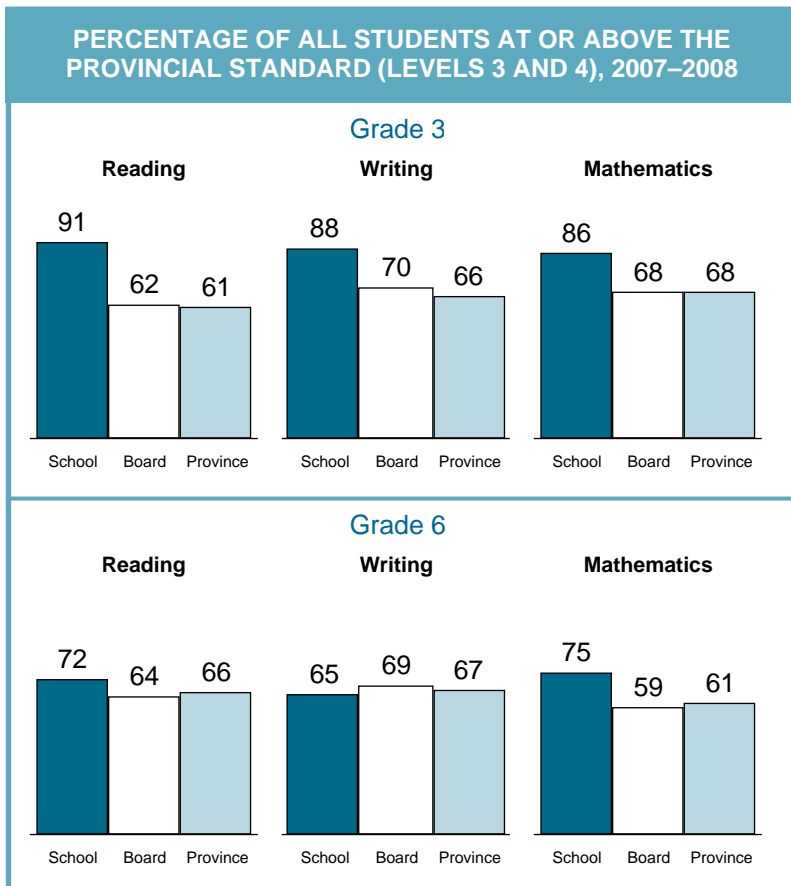 PERCENTAGE OF ALL STUDENTS AT OR ABOVE THE
PROVINCIAL STANDARD (LEVELS 3 AND 4), 2007–2008
Grade 3
Reading Writing Mathematics
91 62 61 88 70 66 86 68 68
School Board Province School Board Province School Board Province
Grade 6
Reading Writing Mathematics
72 64 66 65 69 67 75 59 61
School Board Province School Board Province School Board Province